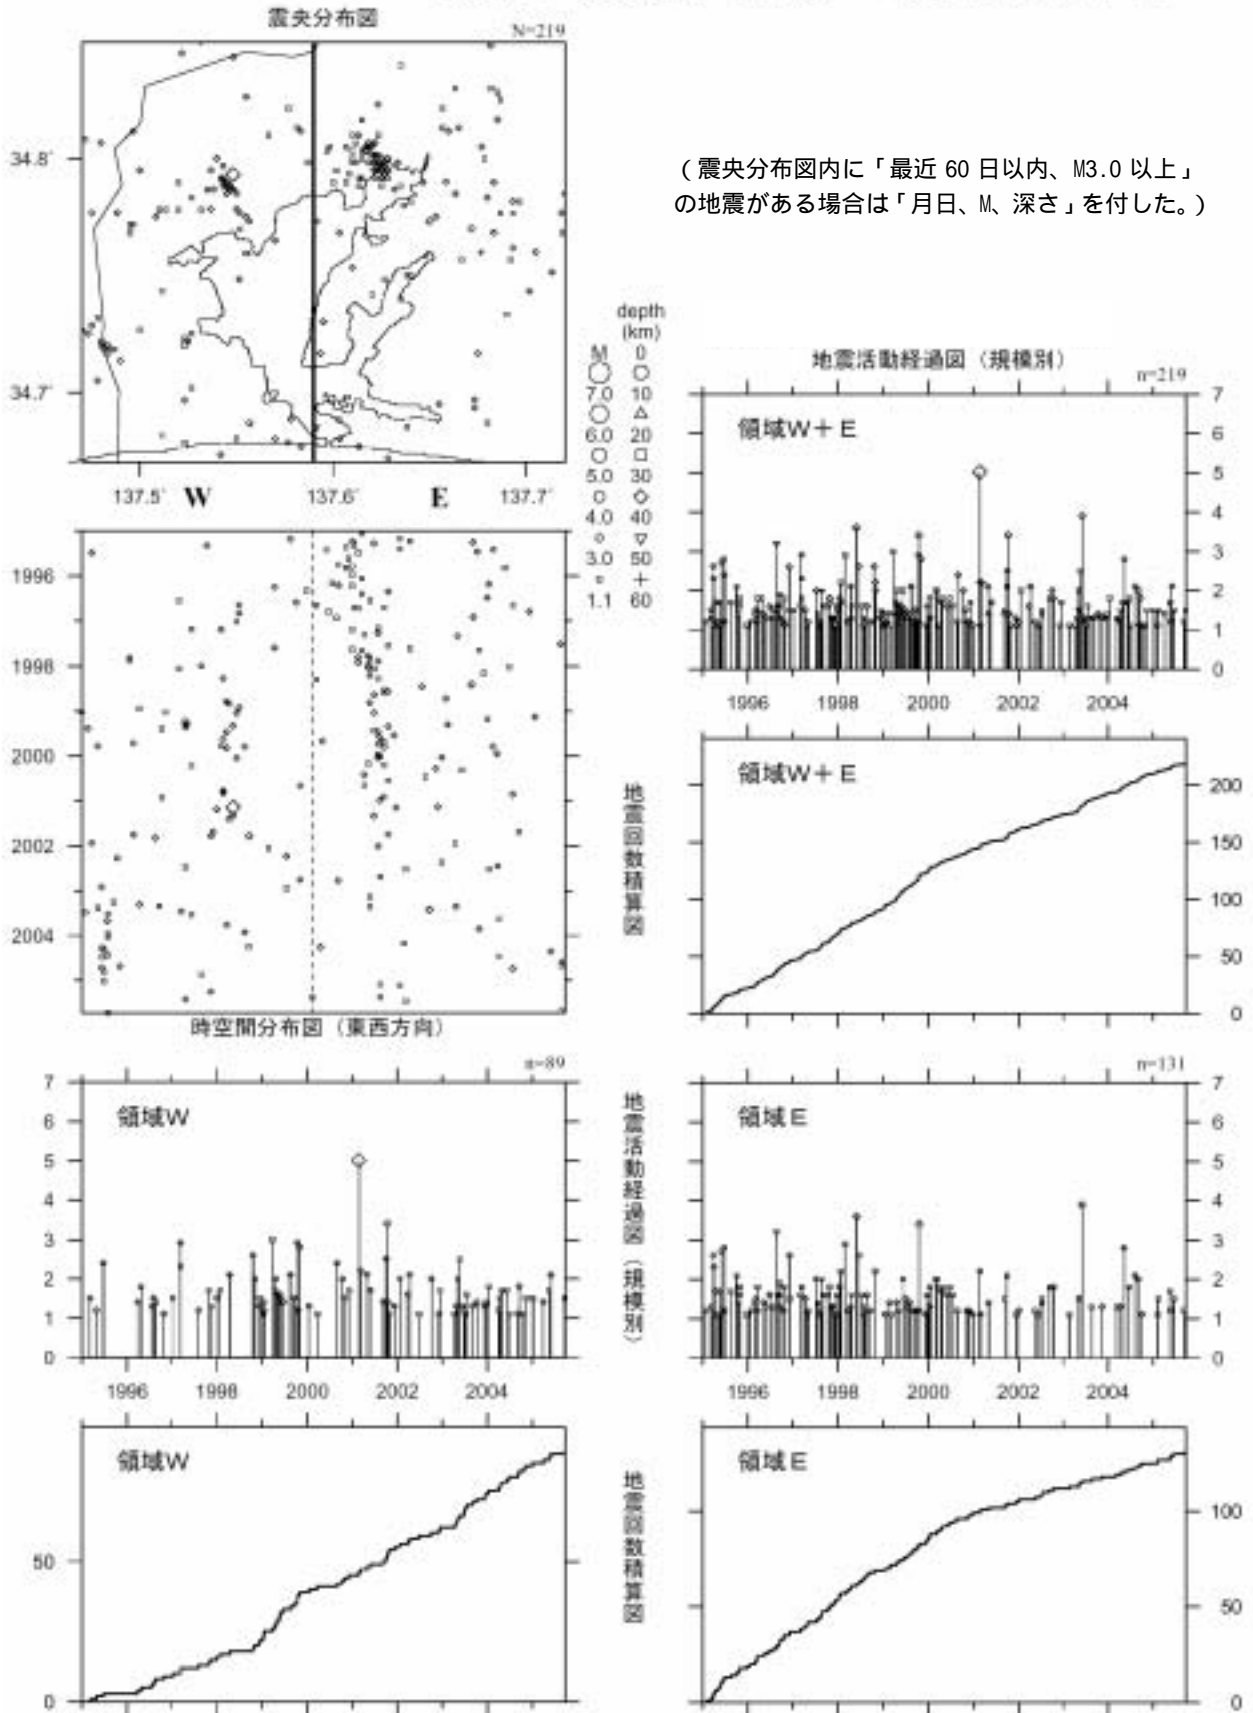 震央分布図
N=219
34.8°
34.7°
137.5° W 137.6° E 137.7°
(震央分布図内に「最近 60 日以内、M3.0 以上」
の地震がある場合は「月日、M、深さ」を付した。)
depth
(km)
M 0
7.0 10
6.0 20
5.0 30
4.0 40
3.0 50
1.1 60
1996
1998
2000
2002
2004
時空間分布図（東西方向）
地震活動経過図（規模別）
n=219
領域W＋E
7
6
5
4
3
2
1
0
1996 1998 2000 2002 2004
地震回数積算図
領域W＋E
200
150
100
50
0
n=89
領域W
7
6
5
4
3
2
1
0
1996 1998 2000 2002 2004
地震活動経過図（規模別）
n=131
領域E
7
6
5
4
3
2
1
0
1996 1998 2000 2002 2004
領域W
50
0
地震回数積算図
領域E
100
50
0